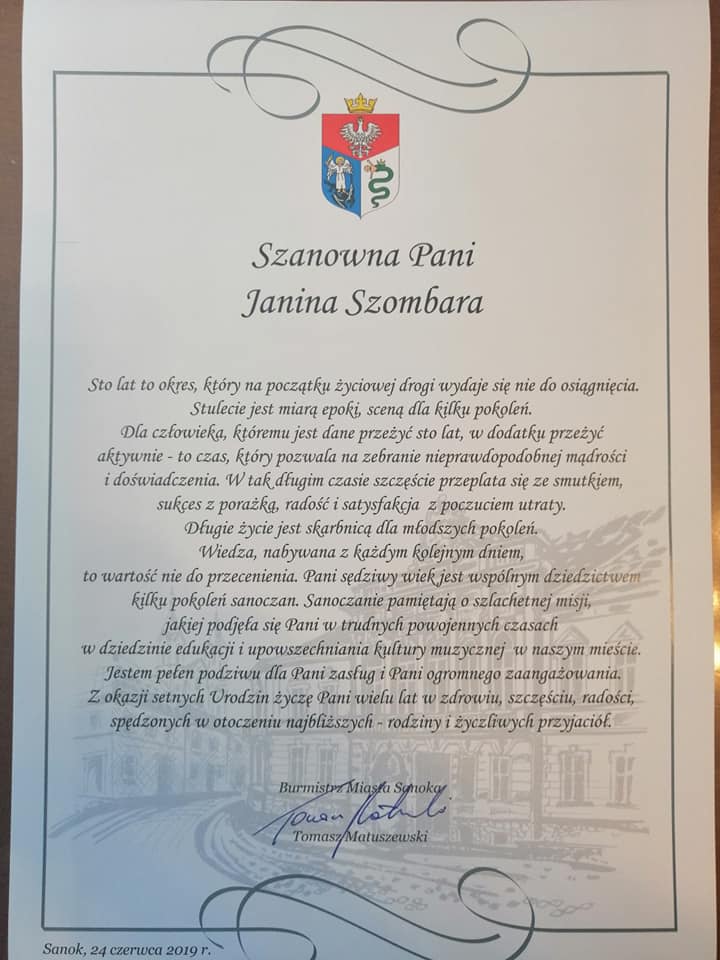 Szanowna Pani
Janina Szombara
Sto lat to okres, który na początku życiowej drogi wydaje się nie do osiągnięcia.
Stulecie jest miarą epoki, sceną dla kilku pokoleń.
Dla człowieka, któremu jest dane przeżyć sto lat, w dodatku przeżyć
aktywnie - to czas, który pozwala na zebranie nieprawdopodobnej mądrości
i doświadczenia. W tak długim czasie szczęście przeplata się ze smutkiem,
sukces z porażką, radość i satysfakcja z poczuciem utraty.
Długie życie jest skarbnicą dla młodszych pokoleń.
Wiedza, nabywana z każdym kolejnym dniem,
to wartość nie do przecenienia. Pani sędziwy wiek jest wspólnym dziedzictwem
kilku pokoleń sanoczan. Sanoczanie pamiętają o szlachetnej misji,
jakiej podjęła się Pani w trudnych powojennych czasach
w dziedzinie edukacji i upowszechniania kultury muzycznej w naszym mieście.
Jestem pełen podziwu dla Pani zasług i Pani ogromnego zaangażowania.
Z okazji setnych Urodzin życzę Pani wielu lat w zdrowiu, szczęściu, radości,
spędzonych w otoczeniu najbliższych - rodziny i życzliwych przyjaciół.
Burmistrz Miasta Sanoka
Tomasz Matuszewski
Sanok, 24 czerwca 2019 r.